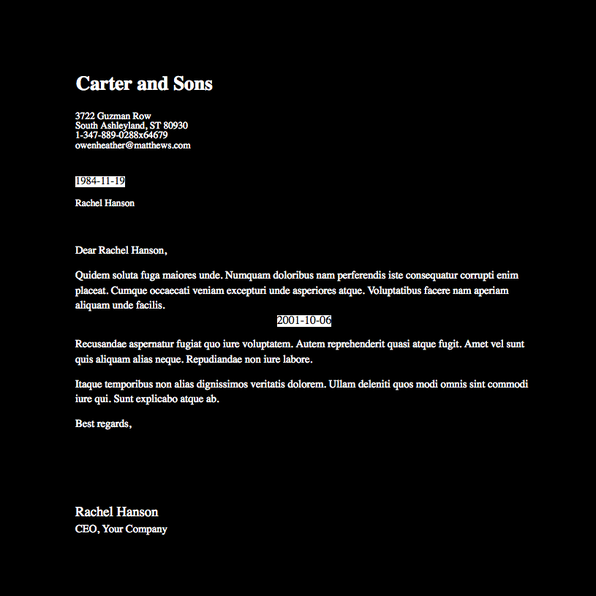 Carter and Sons
3722 Guzman Row
South Ashleyland, ST 80930
1-347-889-0288x64679
owenheather@matthews.com
1984-11-19
Rachel Hanson
Dear Rachel Hanson,
Quidem soluta fuga maiores unde. Numquam doloribus nam perferendis iste consequatur corrupti enim
placeat. Cumque occaecati veniam excepturi unde asperiores atque. Voluptatibus facere nam aperiam
aliquam unde facilis.
2001-10-06
Recusandae aspernatur fugiat quo iure voluptatem. Autem reprehenderit quasi atque fugit. Amet vel sunt
quis aliquam alias neque. Repudiandae non iure labore.
Itaque temporibus non alias dignissimos veritatis dolorem. Ullam deleniti quos modi omnis sint commodi
iure qui. Sunt explicabo atque ab.
Best regards,
Rachel Hanson
CEO, Your Company